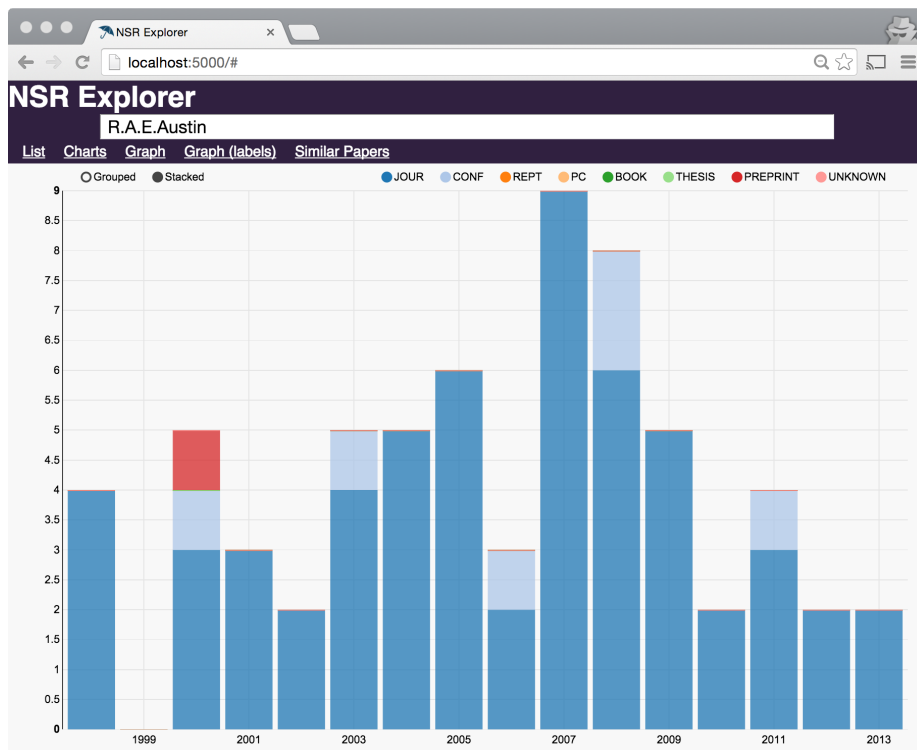 NSR Explorer ×
localhost:5000/#
NSR Explorer
R.A.E.Austin
List Charts Graph Graph (labels) Similar Papers
Grouped Stacked JOUR CONF REPT PC BOOK THESIS PREPRINT UNKNOWN
9
8.5
8
7.5
7
6.5
6
5.5
5
4.5
4
3.5
3
2.5
2
1.5
1
0.5
0
1999 2001 2003 2005 2007 2009 2011 2013